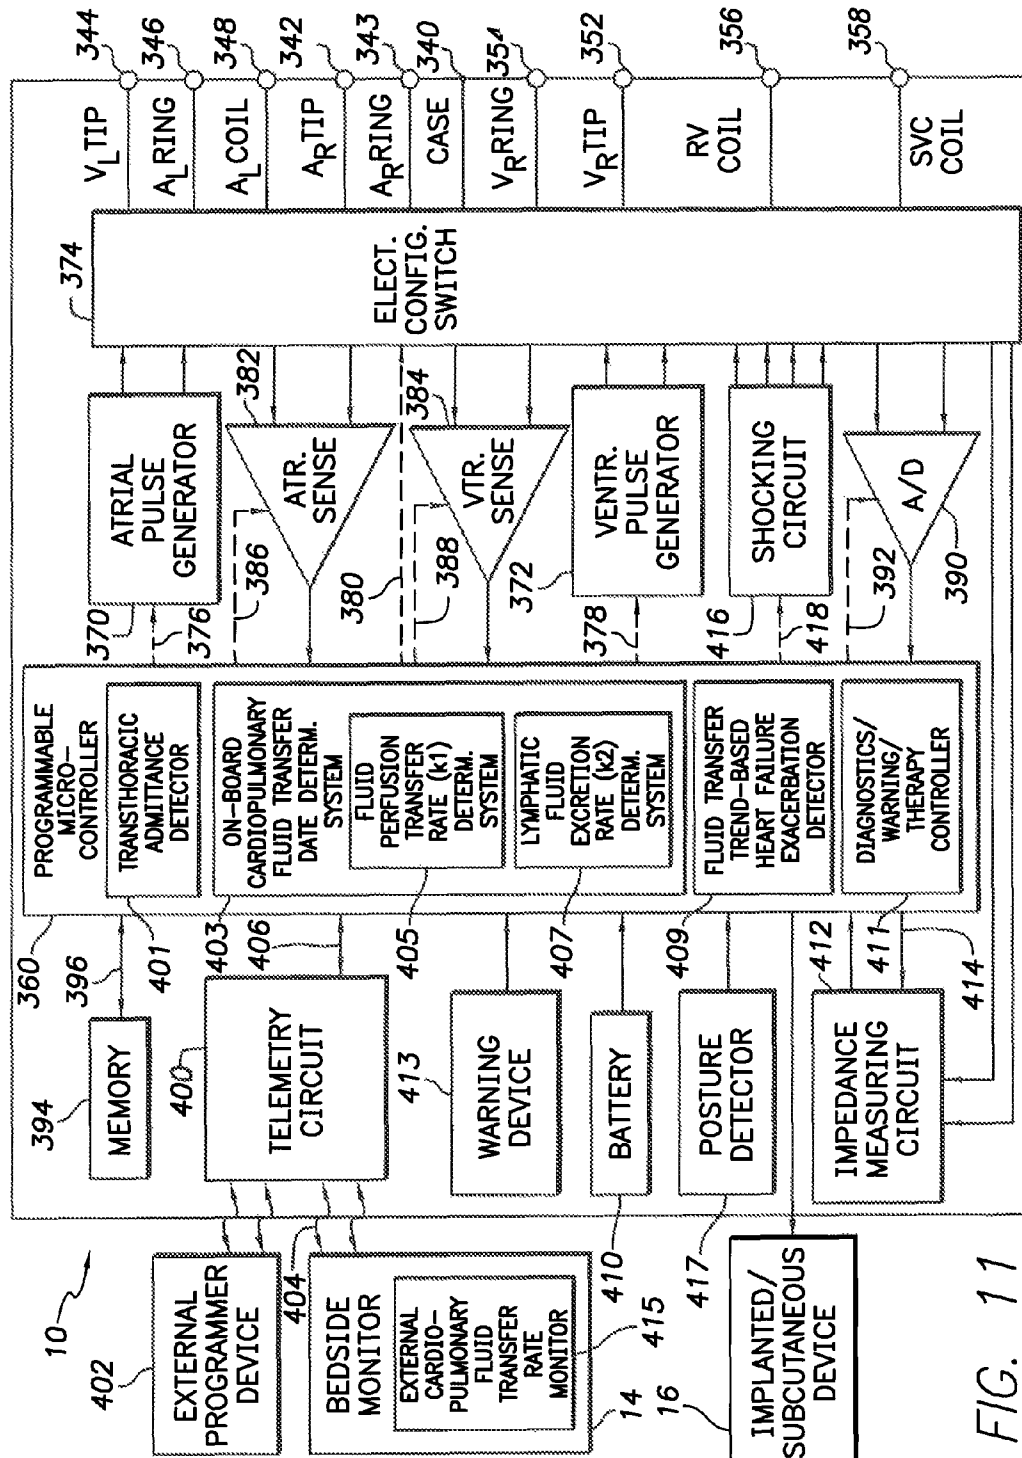 344
346
348
342
343
340
354
352
356
358
V_L TIP
A_L RING
A_L COIL
A_R TIP
A_R RING
CASE
V_R RING
V_R TIP
RV
COIL
SVC
COIL
374
ELECT.
CONFIG.
SWITCH
ATRIAL
PULSE
GENERATOR
370
376
382
ATR.
SENSE
386
380
384
VTR.
SENSE
388
VENTR.
PULSE
GENERATOR
372
378
SHOCKING
CIRCUIT
416
418
A/D
390
392
PROGRAMMABLE
MICRO-
CONTROLLER
360
TRANSTHORACIC
ADMITTANCE
DETECTOR
401
ON-BOARD
CARDIOPULMONARY
FLUID TRANSFER
DATE DETERM.
SYSTEM
403
FLUID
PERFUSION
TRANSFER
RATE (k1)
DETERM.
SYSTEM
405
LYMPHATIC
FLUID
EXCRETION
RATE (k2)
DETERM.
SYSTEM
407
FLUID TRANSFER
TREND-BASED
HEART FAILURE
EXACERBATION
DETECTOR
409
DIAGNOSTICS/
WARNING/
THERAPY
CONTROLLER
411
396
MEMORY
394
406
TELEMETRY
CIRCUIT
400
WARNING
DEVICE
413
BATTERY
410
POSTURE
DETECTOR
417
412
414
IMPEDANCE
MEASURING
CIRCUIT
10
EXTERNAL
PROGRAMMER
DEVICE
402
404
BEDSIDE
MONITOR
EXTERNAL
CARDIO-
PULMONARY
FLUID
TRANSFER
RATE
MONITOR
415
14
16
IMPLANTED/
SUBCUTANEOUS
DEVICE
FIG. 11